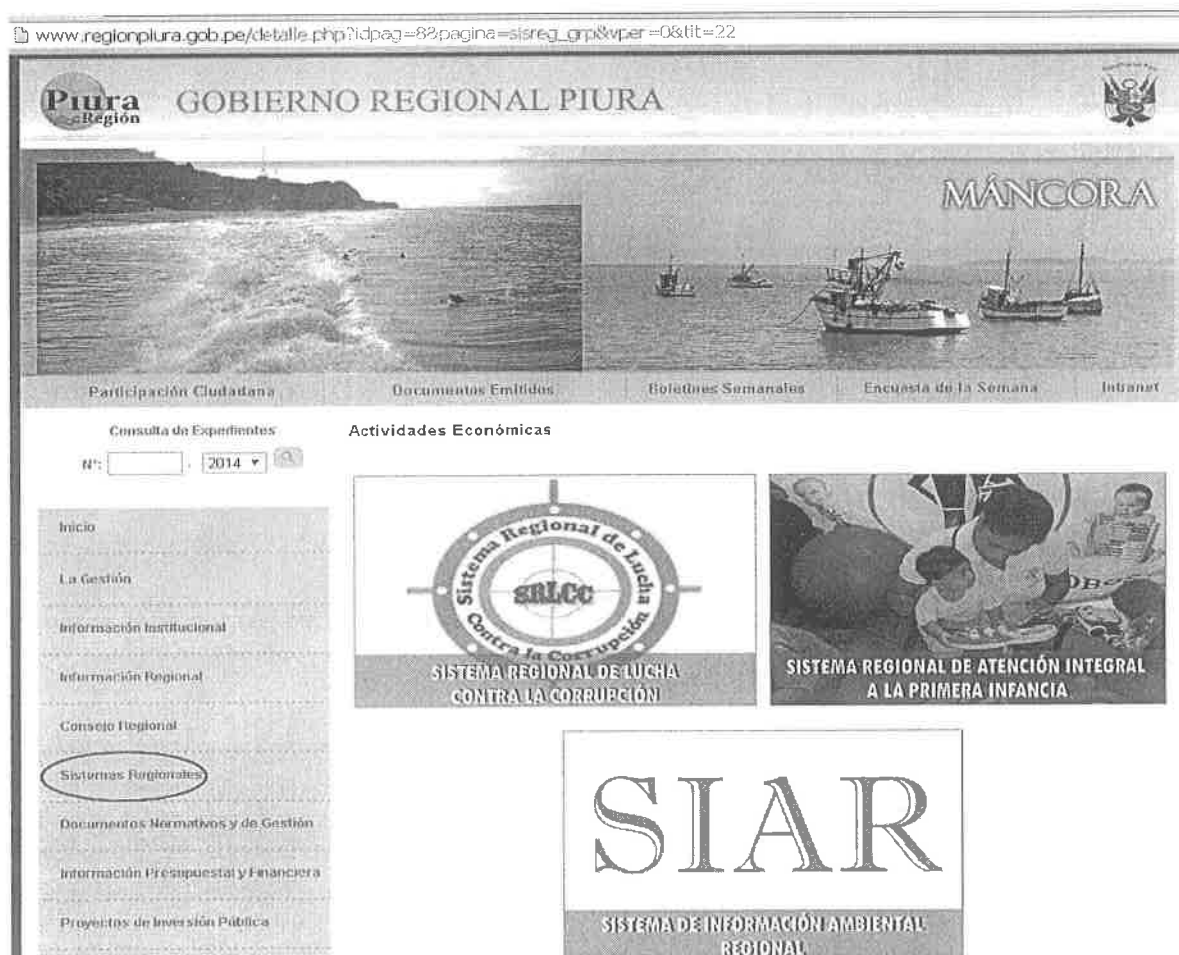 www.regionpiura.gob.pe/detalle.php?idpag=8&pagina=sisreg_grp&vper=0&tit=22
Piura
Región
GOBIERNO REGIONAL PIURA
MÁNCORA
Participación Ciudadana
Documentos Emitidos
Boletines Semanales
Encuesta de la Semana
Intranet
Consulta de Expedientes
N°:
2014
Actividades Económicas
Inicio
La Gestión
Información Institucional
Información Regional
Consejo Regional
Sistemas Regionales
Documentos Normativos y de Gestión
Información Presupuestal y Financiera
Proyectos de Inversión Pública
Sistema Regional de Lucha
Contra la Corrupción
SRLCC
SISTEMA REGIONAL DE LUCHA
CONTRA LA CORRUPCIÓN
SISTEMA REGIONAL DE ATENCIÓN INTEGRAL
A LA PRIMERA INFANCIA
SIAR
SISTEMA DE INFORMACIÓN AMBIENTAL
REGIONAL